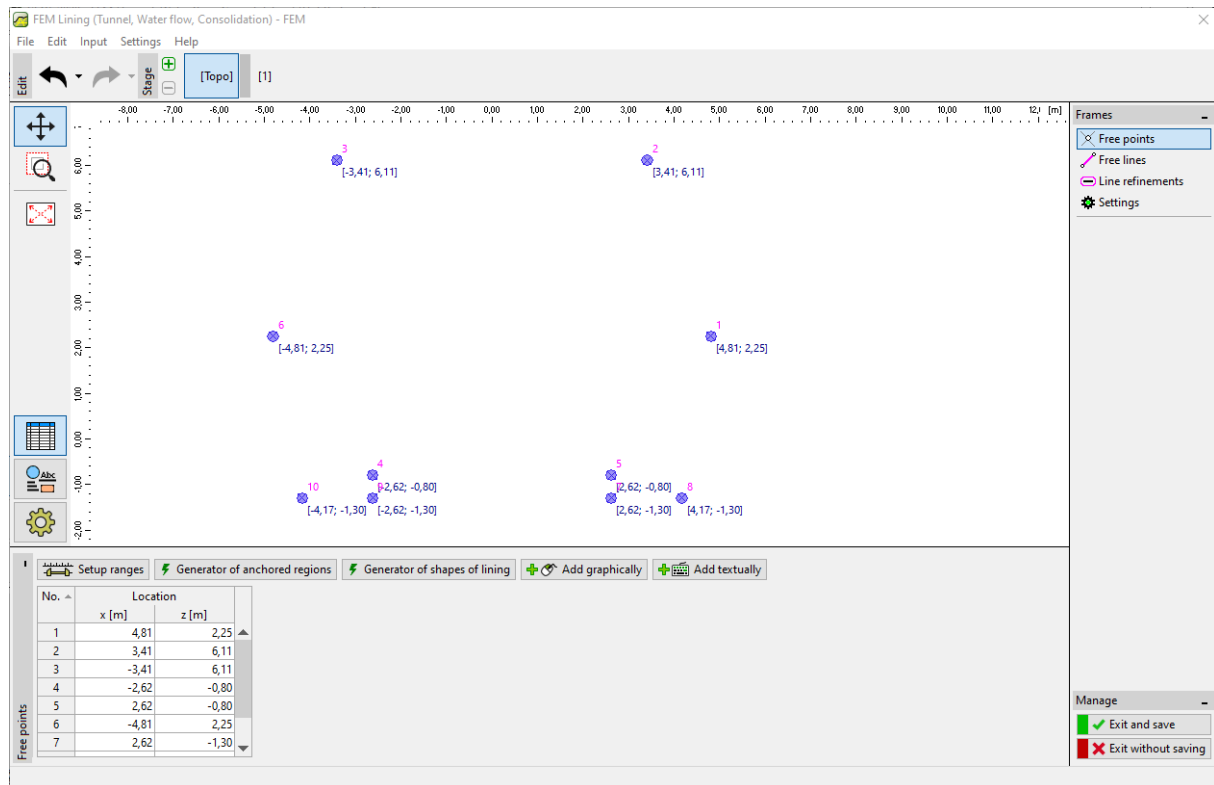 FEM Lining (Tunnel, Water flow, Consolidation) - FEM
File Edit Input Settings Help
Edit
Stage
[Topo] [1]
-8,00 -7,00 -6,00 -5,00 -4,00 -3,00 -2,00 -1,00 0,00 1,00 2,00 3,00 4,00 5,00 6,00 7,00 8,00 9,00 10,00 11,00 [m]
6,00
4,00
3,00
2,00
1,00
0,00
-1,00
-2,00
3
[-3,41; 6,11]
2
[3,41; 6,11]
6
[-4,81; 2,25]
1
[4,81; 2,25]
4
[-2,62; -0,80]
5
[2,62; -0,80]
10
[-4,17; -1,30]
[-2,62; -1,30]
[2,62; -1,30]
8
[4,17; -1,30]
Abc
Frames
Free points
Free lines
Line refinements
Settings
Setup ranges
Generator of anchored regions
Generator of shapes of lining
Add graphically
Add textually
Free points
No. Location
x [m] z [m]
1 4,81 2,25
2 3,41 6,11
3 -3,41 6,11
4 -2,62 -0,80
5 2,62 -0,80
6 -4,81 2,25
7 2,62 -1,30
Manage
Exit and save
Exit without saving